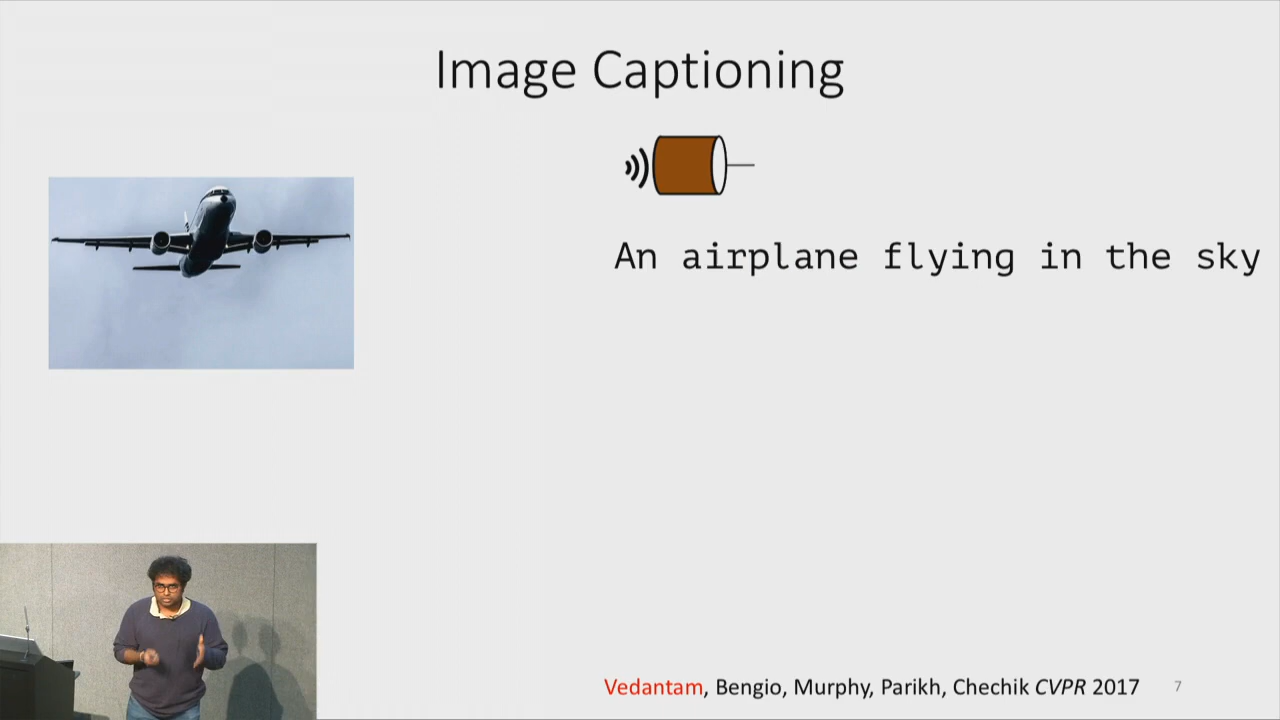 Image Captioning
An airplane flying in the sky
Vedantam, Bengio, Murphy, Parikh, Chechik CVPR 2017
7